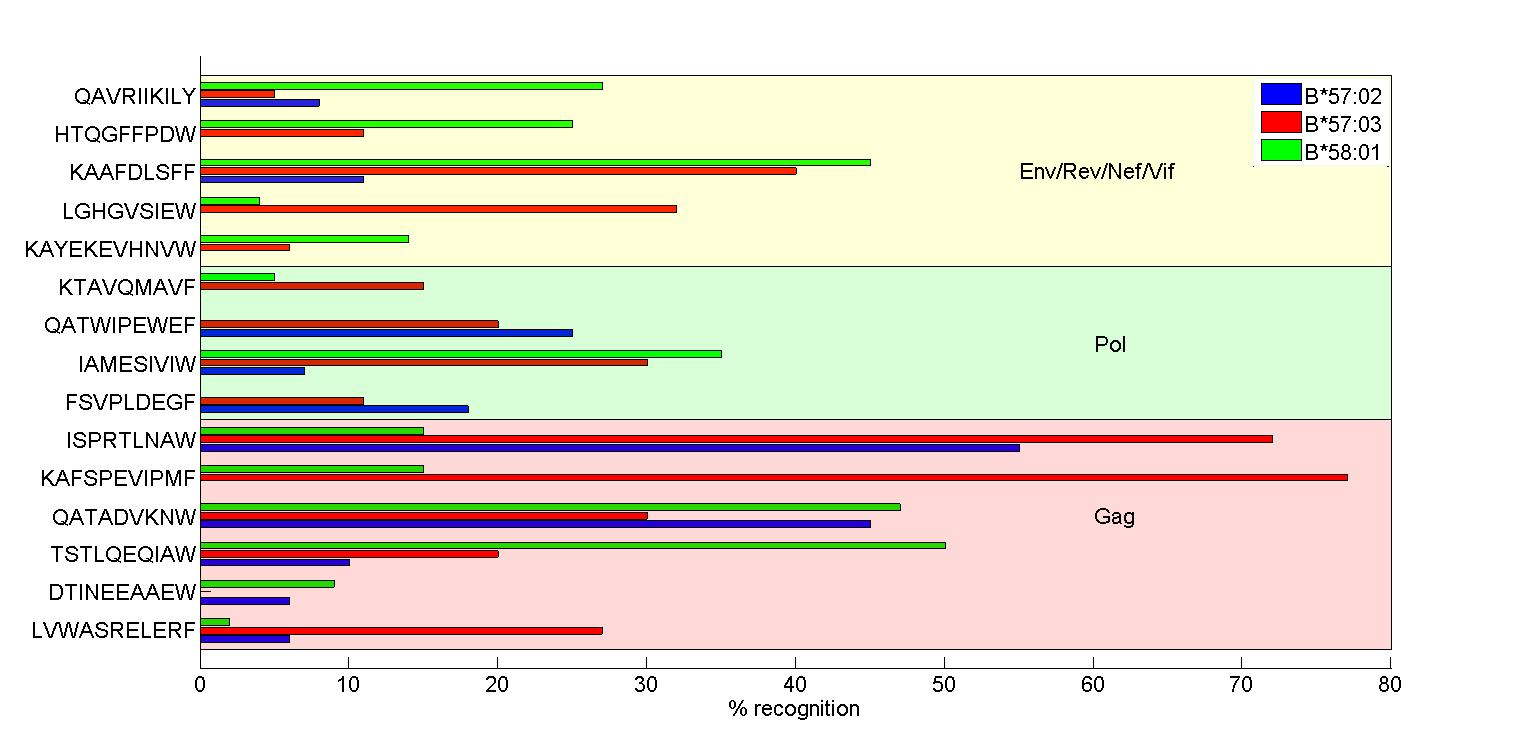 B*57:02
B*57:03
B*58:01
QAVRIIKILY
HTQGFFPDW
KAAFDLSFF
Env/Rev/Nef/Vif
LGHGVSIEW
KAYEKEVHNVW
KTAVQMAVF
QATWIPEWEF
Pol
IAMESIVIW
FSVPLDEGF
ISPRTLNAW
KAFSPEVIPMF
QATADVKNW
Gag
TSTLQEQIAW
DTINEEAAEW
LVWASRELERF
0 10 20 30 40 50 60 70 80
% recognition